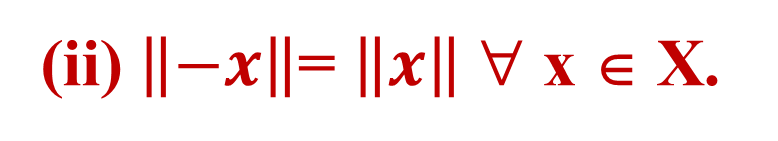 (ii) ‖−x‖= ‖x‖ ∀ x ∈ X.